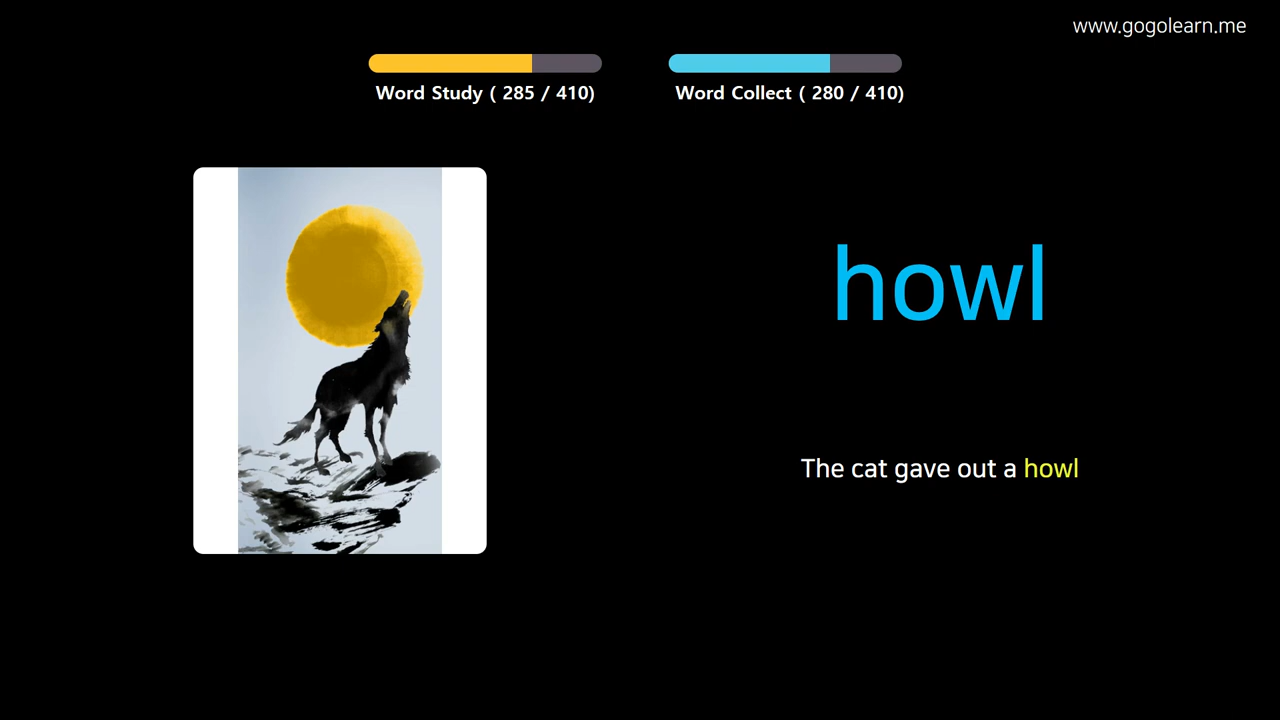 www.gogolearn.me
Word Study ( 285 / 410)
Word Collect ( 280 / 410)
howl
The cat gave out a howl